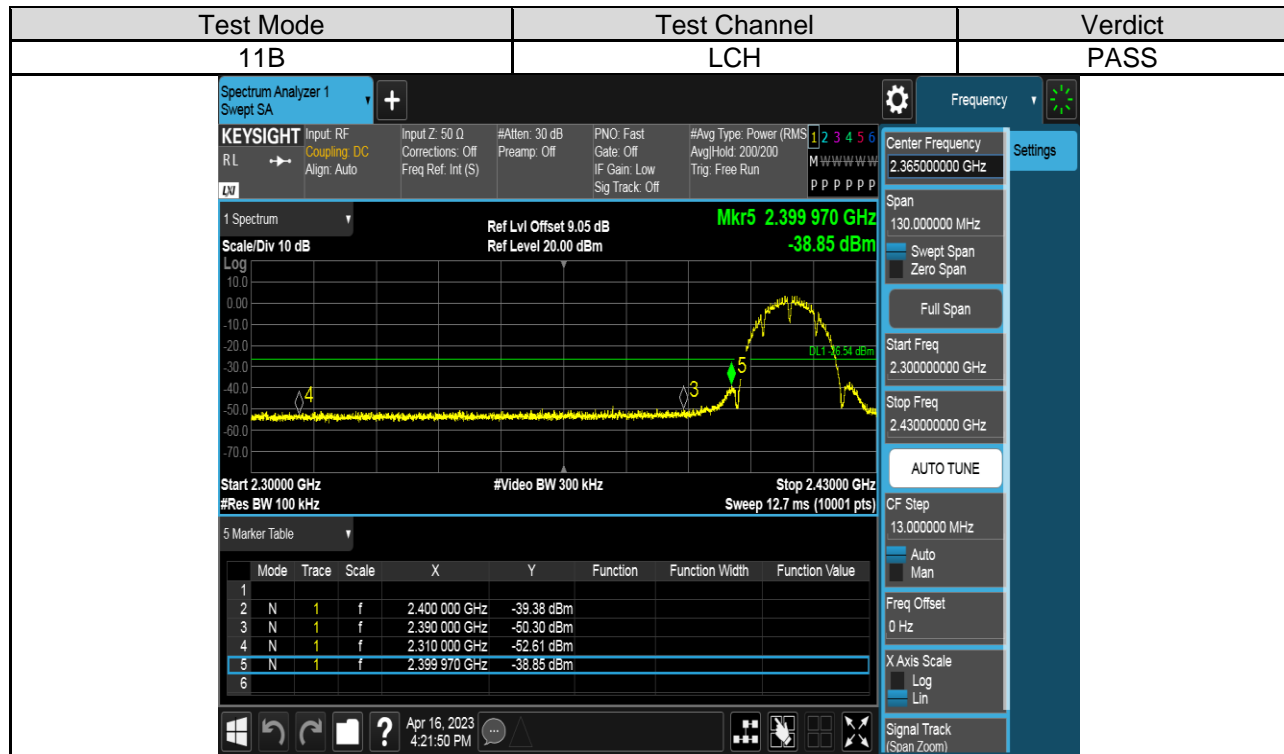 Test Mode Test Channel Verdict
11B LCH PASS
Spectrum Analyzer 1
Swept SA
+
Frequency
KEYSIGHT Input: RF Input Z: 50 Ω #Atten: 30 dB PNO: Fast #Avg Type: Power (RMS 1 2 3 4 5 6
RL Coupling: DC Corrections: Off Preamp: Off Gate: Off Avg|Hold: 200/200 M W W W W W
Align: Auto Freq Ref: Int (S) IF Gain: Low Trig: Free Run
LXI Sig Track: Off P P P P P P
1 Spectrum
Ref Lvl Offset 9.05 dB Mkr5 2.399 970 GHz
Scale/Div 10 dB Ref Level 20.00 dBm -38.85 dBm
Log
10.0
0.00
-10.0
-20.0
DL1 -26.54 dBm
-30.0
5
-40.0
4 3
-50.0
-60.0
-70.0
Start 2.30000 GHz #Video BW 300 kHz Stop 2.43000 GHz
#Res BW 100 kHz Sweep 12.7 ms (10001 pts)
5 Marker Table
Mode Trace Scale X Y Function Function Width Function Value
1
2 N 1 f 2.400 000 GHz -39.38 dBm
3 N 1 f 2.390 000 GHz -50.30 dBm
4 N 1 f 2.310 000 GHz -52.61 dBm
5 N 1 f 2.399 970 GHz -38.85 dBm
6
Apr 16, 2023
4:21:50 PM
?
Center Frequency
2.365000000 GHz
Settings
Span
130.000000 MHz
Swept Span
Zero Span
Full Span
Start Freq
2.300000000 GHz
Stop Freq
2.430000000 GHz
AUTO TUNE
CF Step
13.000000 MHz
Auto
Man
Freq Offset
0 Hz
X Axis Scale
Log
Lin
Signal Track
(Span Zoom)